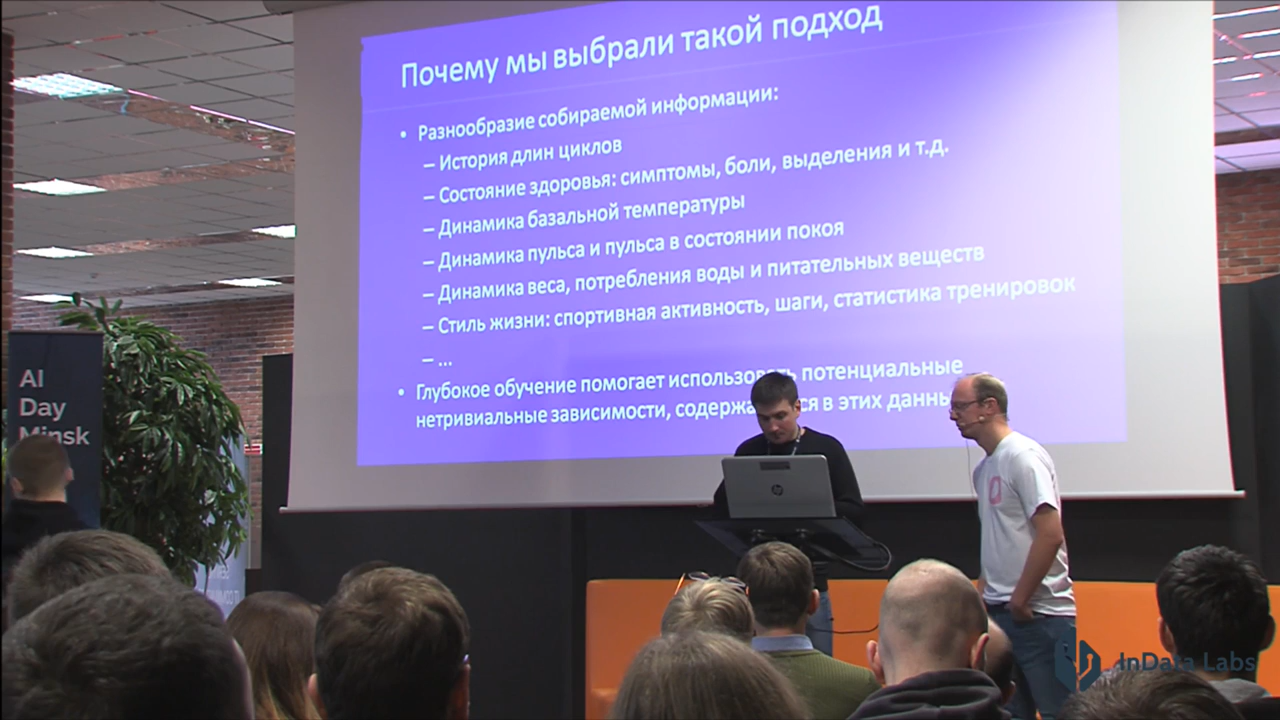 Почему мы выбрали такой подход
• Разнообразие собираемой информации:
– История длин циклов
– Состояние здоровья: симптомы, боли, выделения и т.д.
– Динамика базальной температуры
– Динамика пульса и пульса в состоянии покоя
– Динамика веса, потребления воды и питательных веществ
– Стиль жизни: спортивная активность, шаги, статистика тренировок
– ...
• Глубокое обучение помогает использовать потенциальные
нетривиальные зависимости, в этих
AI
Day
Minsk
hp
InData Labs